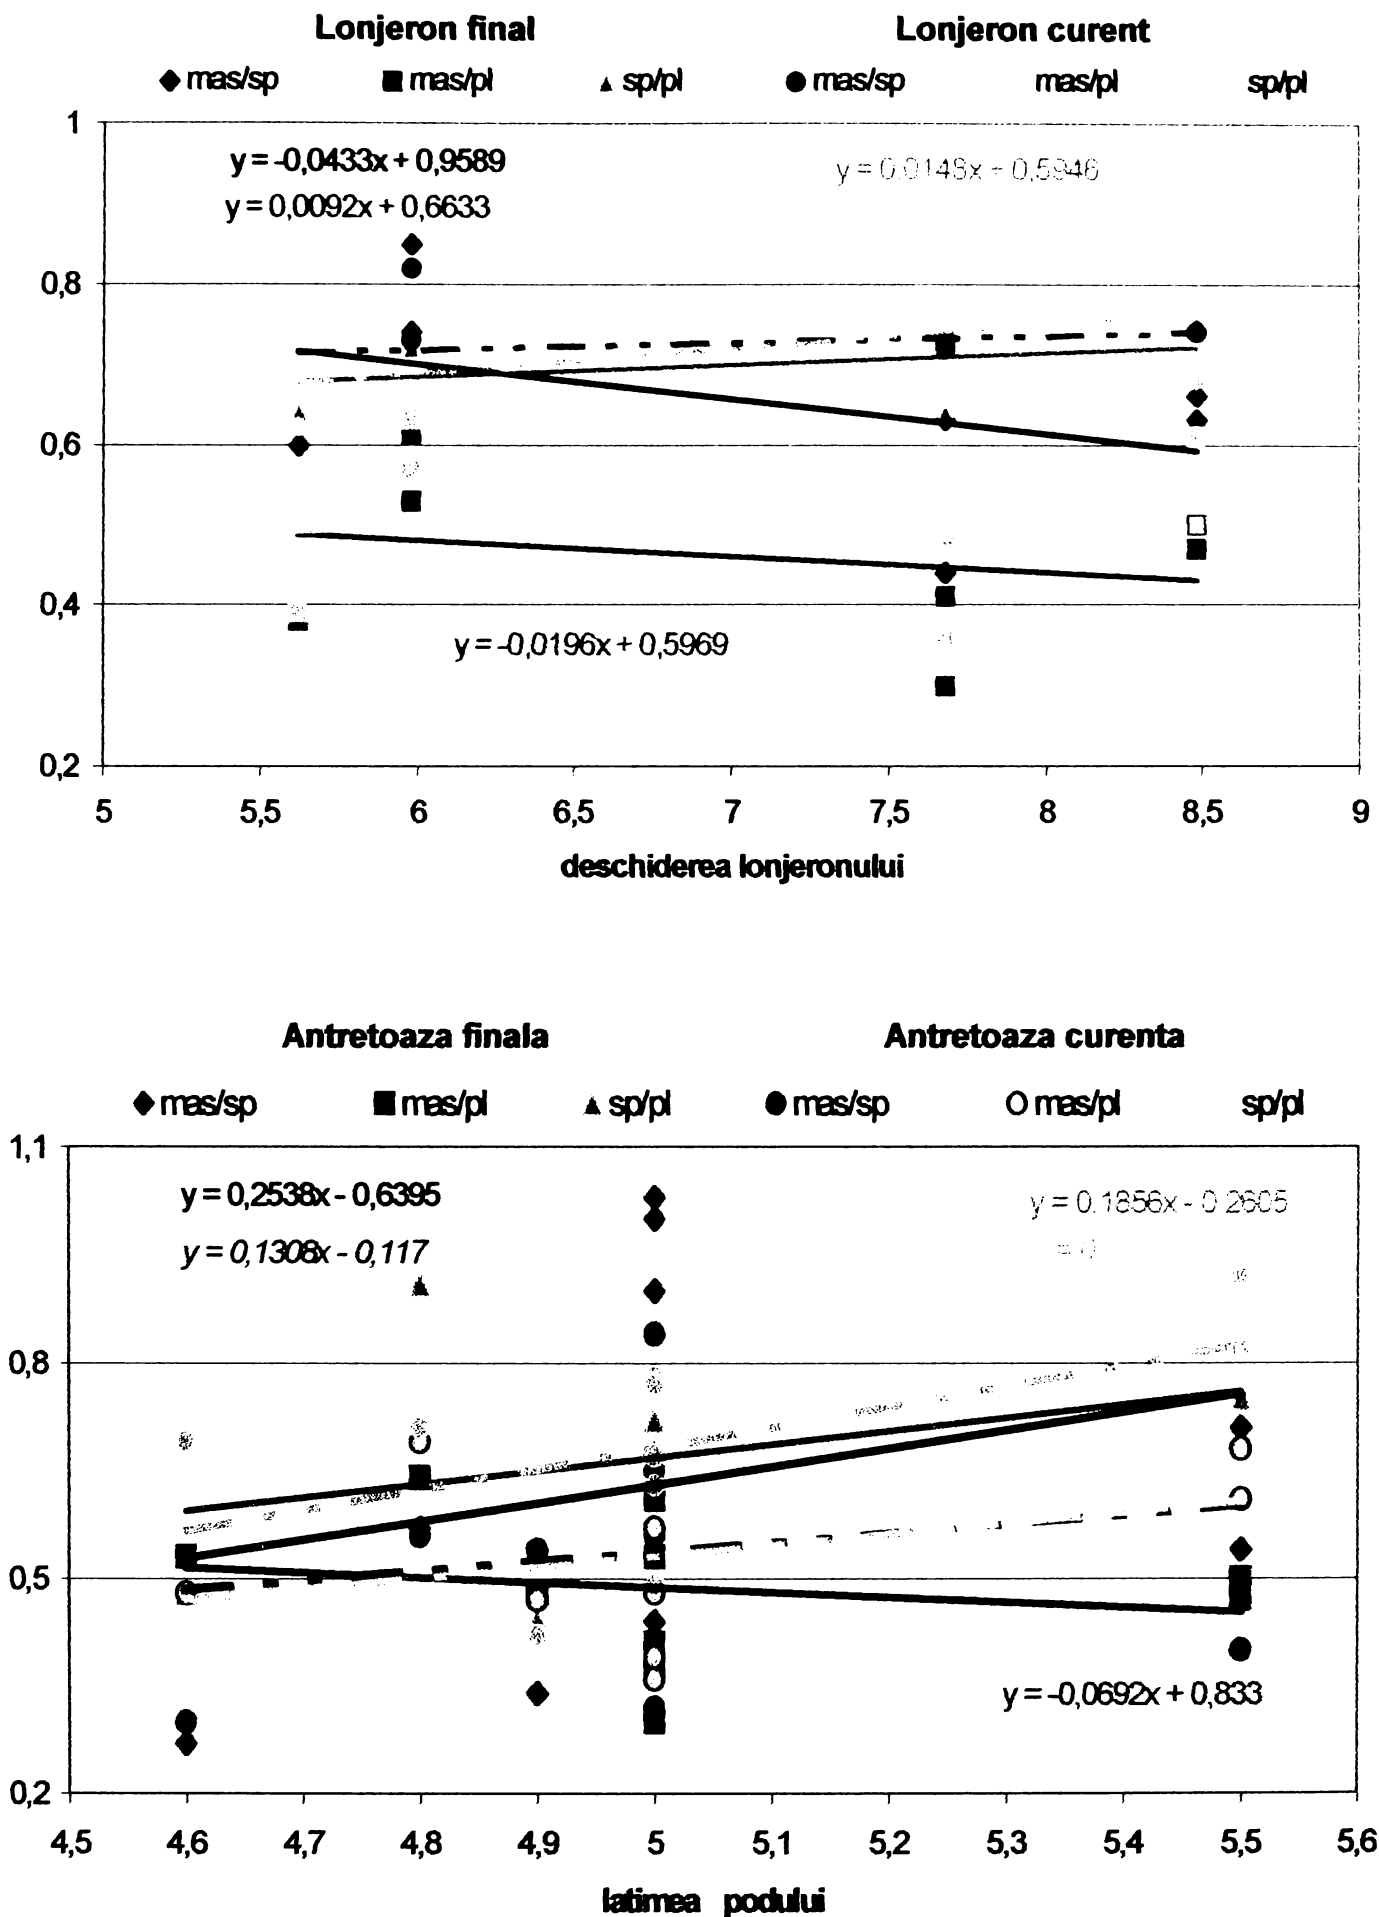 Lonjeron final Lonjeron curent
mas/sp mas/pl sp/pl mas/sp mas/pl sp/pl
1
y = -0,0433x + 0,9589
y = 0,0148x + 0,5946
y = 0,0092x + 0,6633
0,8
0,6
0,4
y = -0,0196x + 0,5969
0,2
5 5,5 6 6,5 7 7,5 8 8,5 9
deschiderea lonjeronului
Antretoaza finala Antretoaza curenta
mas/sp mas/pl sp/pl mas/sp mas/pl sp/pl
1,1
y = 0,2538x - 0,6395
y = 0.1856x - 0.2605
y = 0,1308x - 0,117
0,8
0,5
y = -0,0692x + 0,833
0,2
4,5 4,6 4,7 4,8 4,9 5 5,1 5,2 5,3 5,4 5,5 5,6
latimea podului